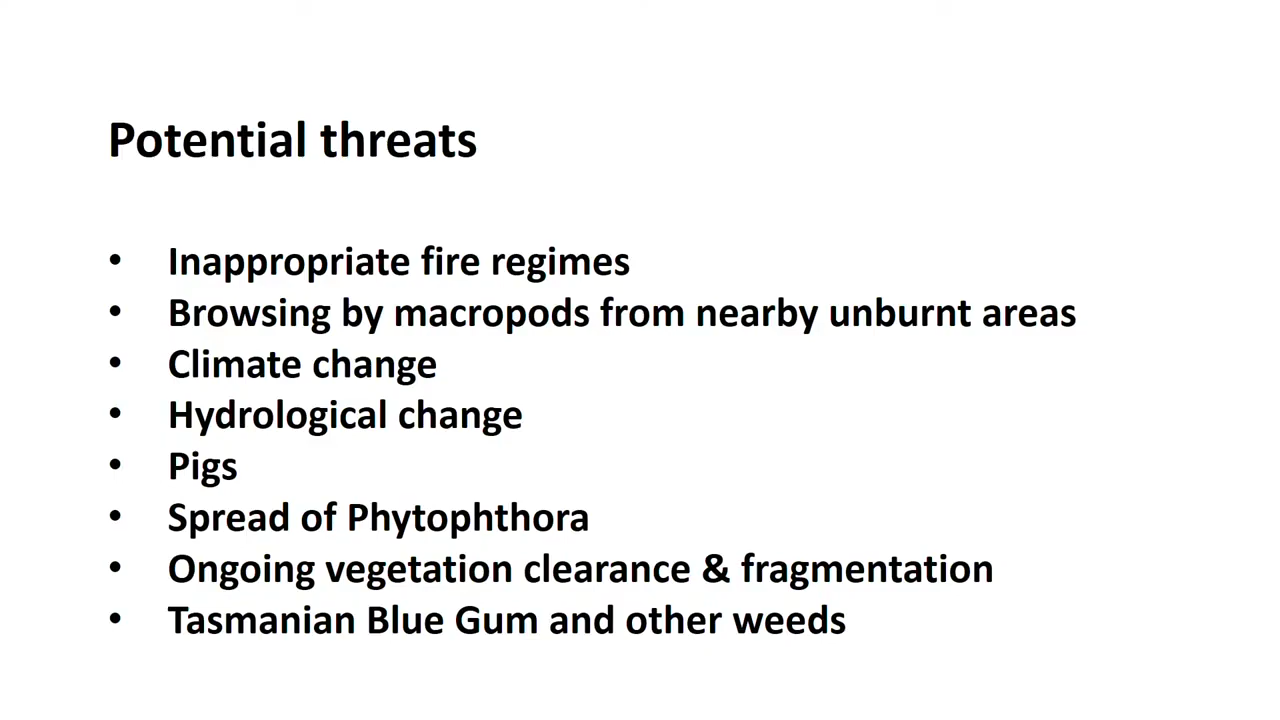 Potential threats
• Inappropriate fire regimes
• Browsing by macropods from nearby unburnt areas
• Climate change
• Hydrological change
• Pigs
• Spread of Phytophthora
• Ongoing vegetation clearance & fragmentation
• Tasmanian Blue Gum and other weeds